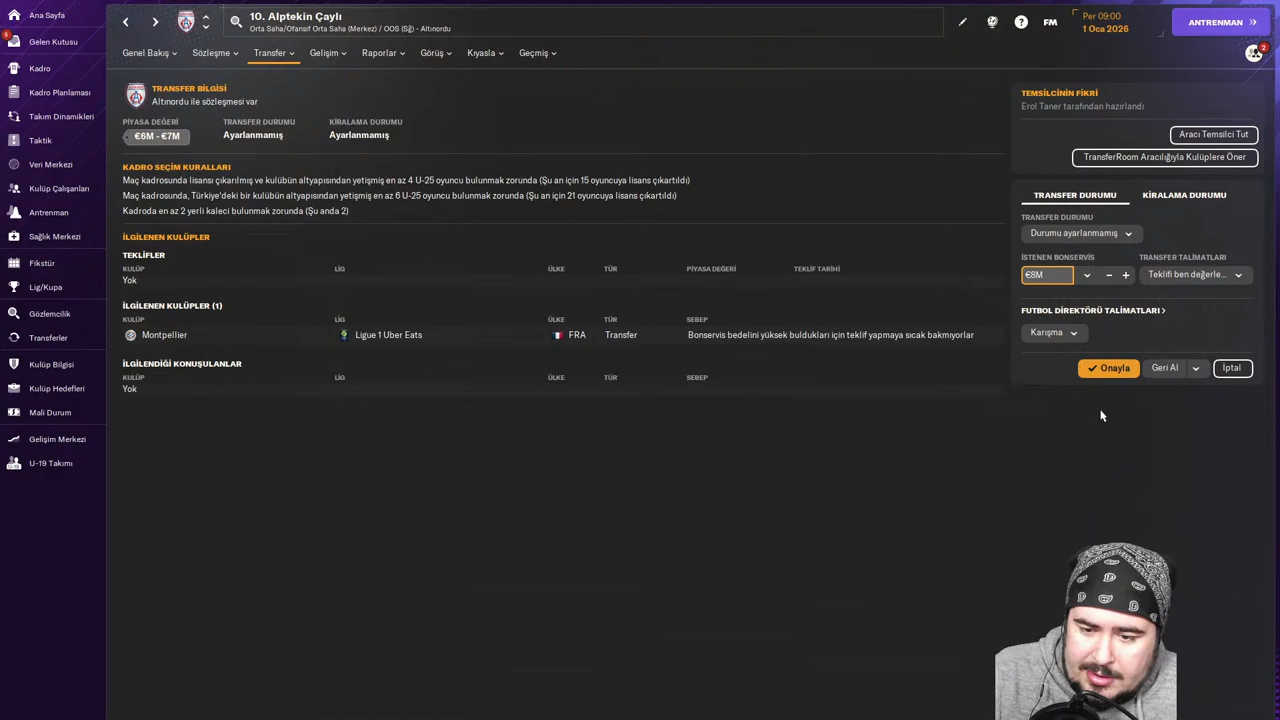 Ana Sayfa
5
Gelen Kutusu
Kadro
Kadro Planlaması
Takım Dinamikleri
Taktik
Veri Merkezi
Kulüp Çalışanları
Antrenman
Sağlık Merkezi
Fikstür
Lig/Kupa
Gözlemcilik
Transferler
Kulüp Bilgisi
Kulüp Hedefleri
Mali Durum
Gelişim Merkezi
U-19 Takımı
10. Alptekin Çaylı
Orta Saha/Ofansif Orta Saha (Merkez) / OOS (Sğ) - Altınordu
FM
Per 09:00
1 Oca 2026
ANTRENMAN
2
Genel Bakış
Sözleşme
Transfer
Gelişim
Raporlar
Görüş
Kıyasla
Geçmiş
TRANSFER BİLGİSİ
Altınordu ile sözleşmesi var
PİYASA DEĞERİ TRANSFER DURUMU KİRALAMA DURUMU
€6M - €7M Ayarlanmamış Ayarlanmamış
KADRO SEÇİM KURALLARI
Maç kadrosunda lisansı çıkarılmış ve kulübün altyapısından yetişmiş en az 4 U-25 oyuncu bulunmak zorunda (Şu an için 15 oyuncuya lisans çıkartıldı)
Maç kadrosunda, Türkiye'deki bir kulübün altyapısından yetişmiş en az 6 U-25 oyuncu bulunmak zorunda (Şu an için 21 oyuncuya lisans çıkartıldı)
Kadroda en az 2 yerli kaleci bulunmak zorunda (Şu anda 2)
İLGİLENEN KULÜPLER
TEKLİFLER
KULÜP LİG ÜLKE TÜR PİYASA DEĞERİ TEKLİF TARİHİ
Yok
İLGİLENEN KULÜPLER (1)
KULÜP LİG ÜLKE TÜR SEBEP
Montpellier Ligue 1 Uber Eats FRA Transfer Bonservis bedelini yüksek buldukları için teklif yapmaya sıcak bakmıyorlar
İLGİLENDİĞİ KONUŞULANLAR
KULÜP LİG ÜLKE TÜR SEBEP
Yok
TEMSİLCİNİN FİKRİ
Erol Taner tarafından hazırlandı
Aracı Temsilci Tut
TransferRoom Aracılığıyla Kulüplere Öner
TRANSFER DURUMU KİRALAMA DURUMU
TRANSFER DURUMU
Durumu ayarlanmamış
İSTENEN BONSERVİS TRANSFER TALİMATLARI
€8M Teklifi ben değerle...
FUTBOL DİREKTÖRÜ TALİMATLARI
Karışma
Onayla Geri Al İptal